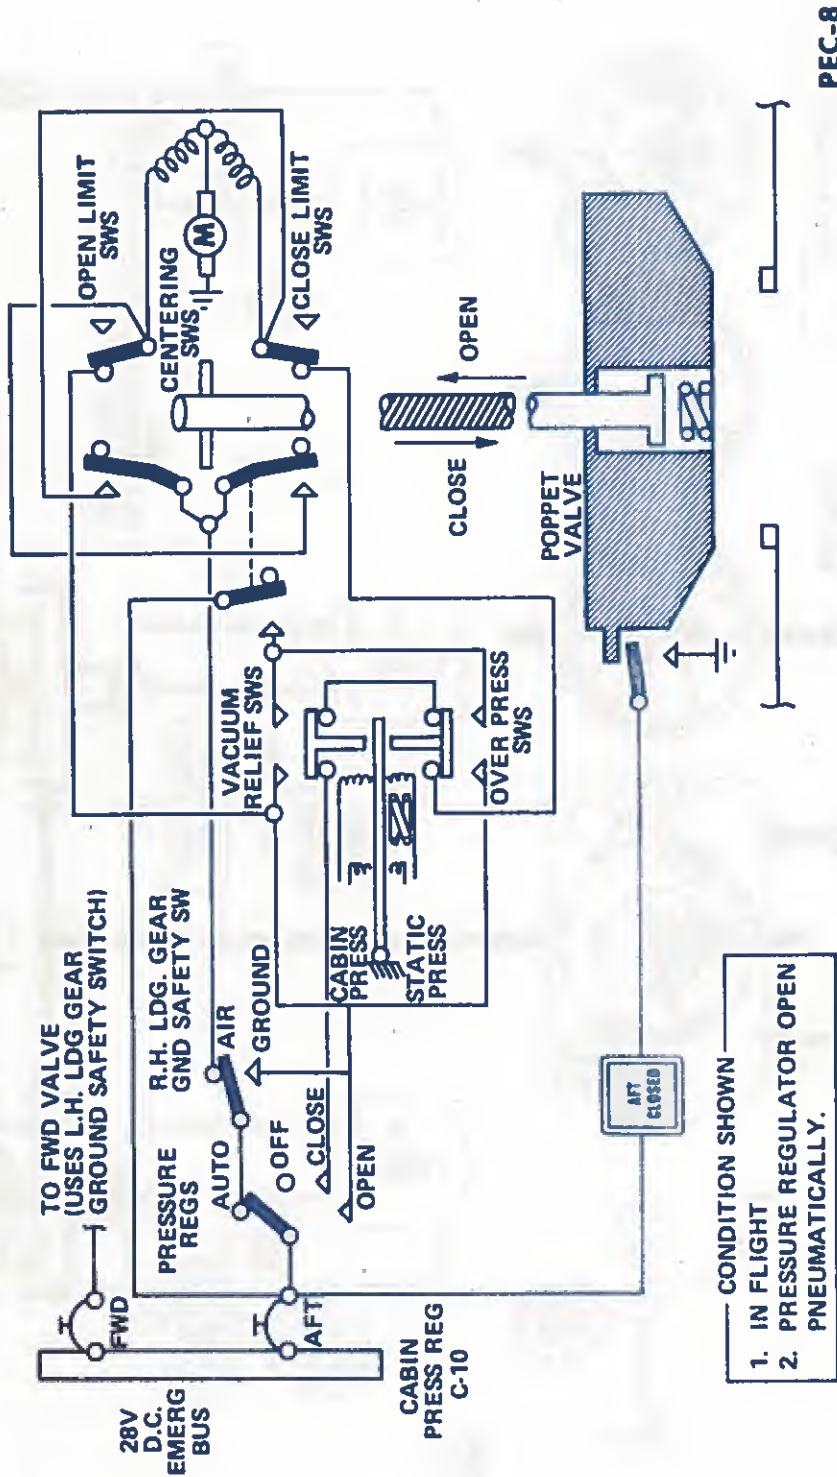 28V
D.C.
EMERG
BUS
FWD
AFT
CABIN
PRESS REG
C-10
TO FWD VALVE
(USES L.H. LDG GEAR
GROUND SAFETY SWITCH)
PRESSURE
REGS
AUTO
OFF
CLOSE
OPEN
R.H. LDG. GEAR
GND SAFETY SW
AIR
GROUND
VACUUM
RELIEF SWS
CABIN
PRESS
STATIC
PRESS
OVER PRESS
SWS
CENTERING
SWS
OPEN LIMIT
SWS
CLOSE LIMIT
SWS
M
CLOSE
OPEN
POPPET
VALVE
AFT
CLOSED
CONDITION SHOWN
1. IN FLIGHT
2. PRESSURE REGULATOR OPEN
PNEUMATICALLY.
PEC-8